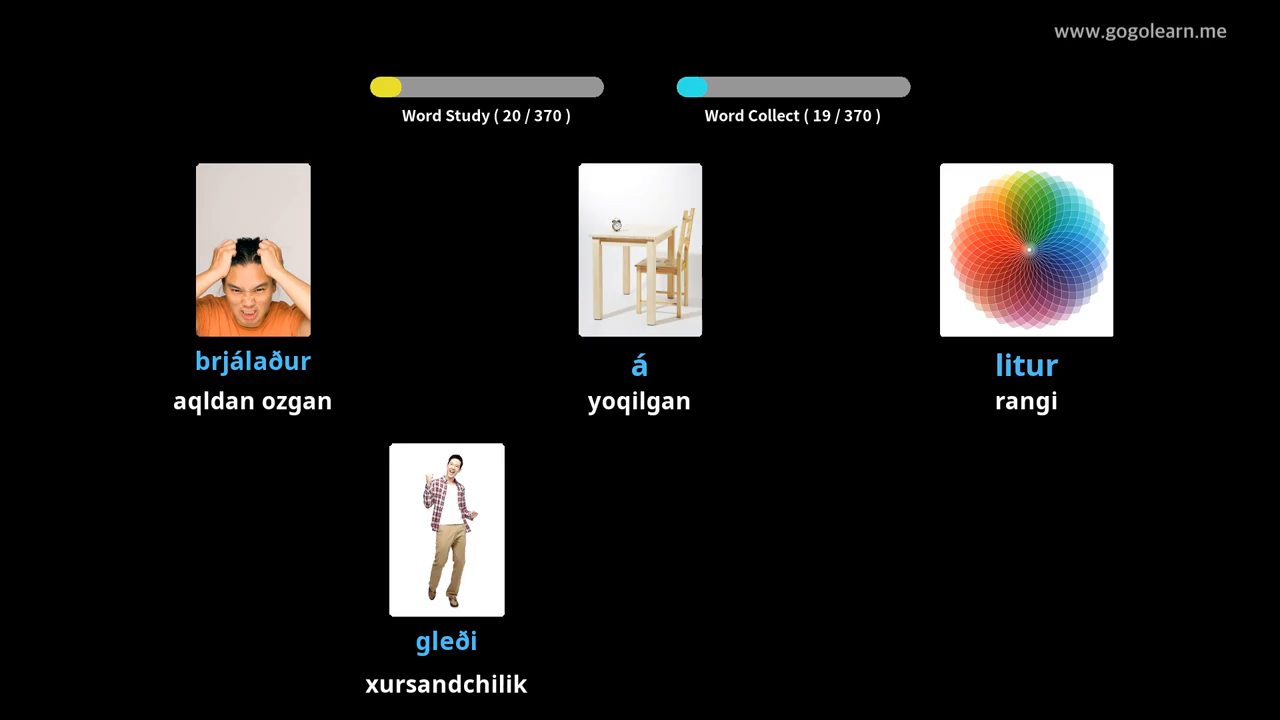 www.gogolearn.me
Word Study ( 20 / 370 )
Word Collect ( 19 / 370 )
brjálaður
aqldan ozgan
á
yoqilgan
litur
rangi
gleði
xursandchilik